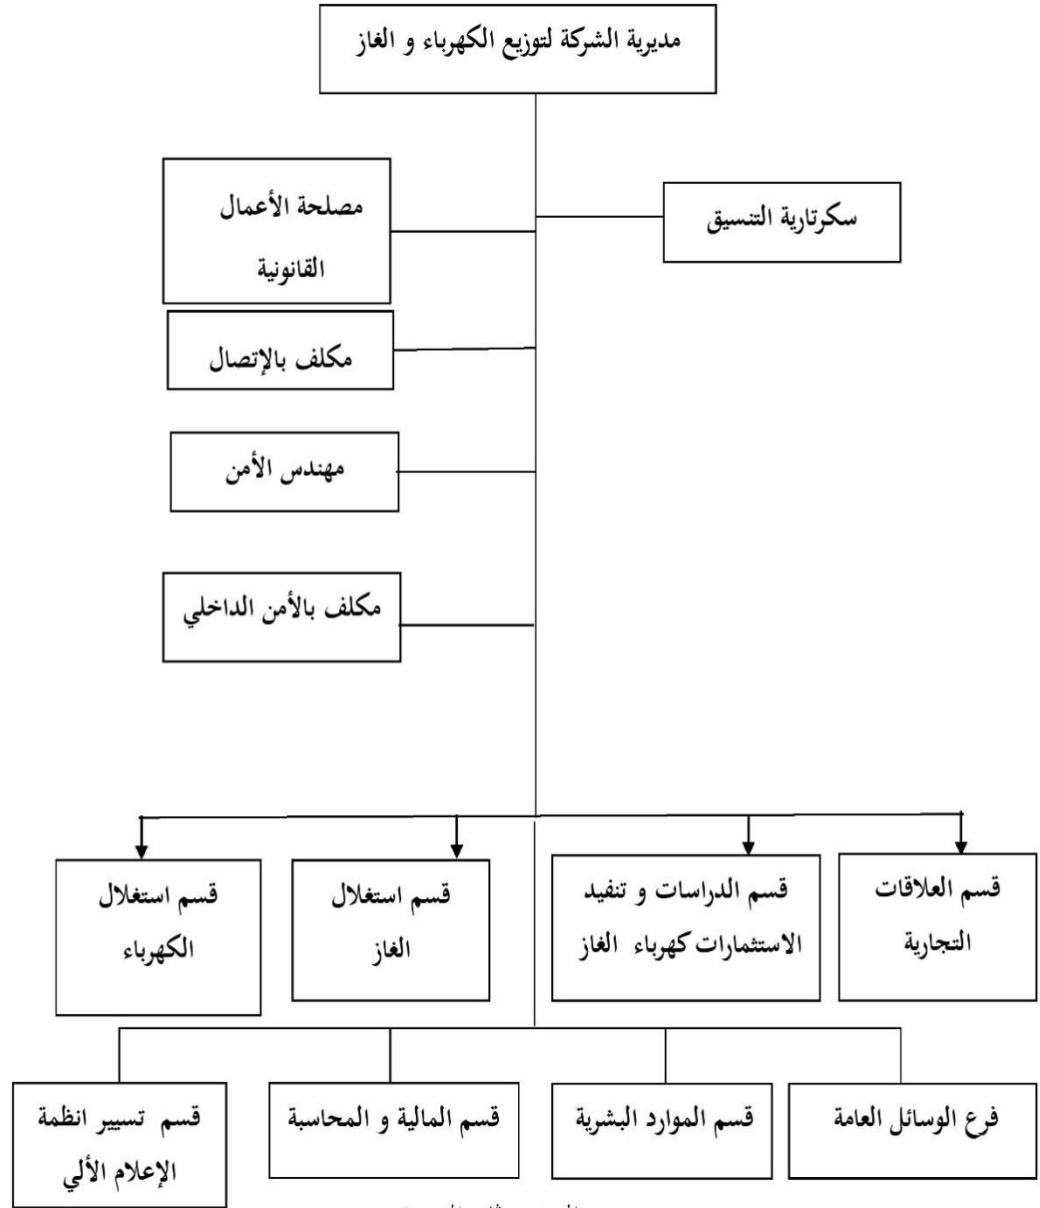 مديرية الشركة لتوزيع الكهرباء و الغاز
سكرتارية التنسيق
مصلحة الأعمال
القانونية
مكلف بالإتصال
مهندس الأمن
مكلف بالأمن الداخلي
قسم العلاقات
التجارية
قسم الدراسات و تنفيد
الاستثمارات كهرباء الغاز
قسم استغلال
الغاز
قسم استغلال
الكهرباء
فرع الوسائل العامة
قسم الموارد البشرية
قسم المالية و المحاسبة
قسم تسيير انظمة
الإعلام الألي